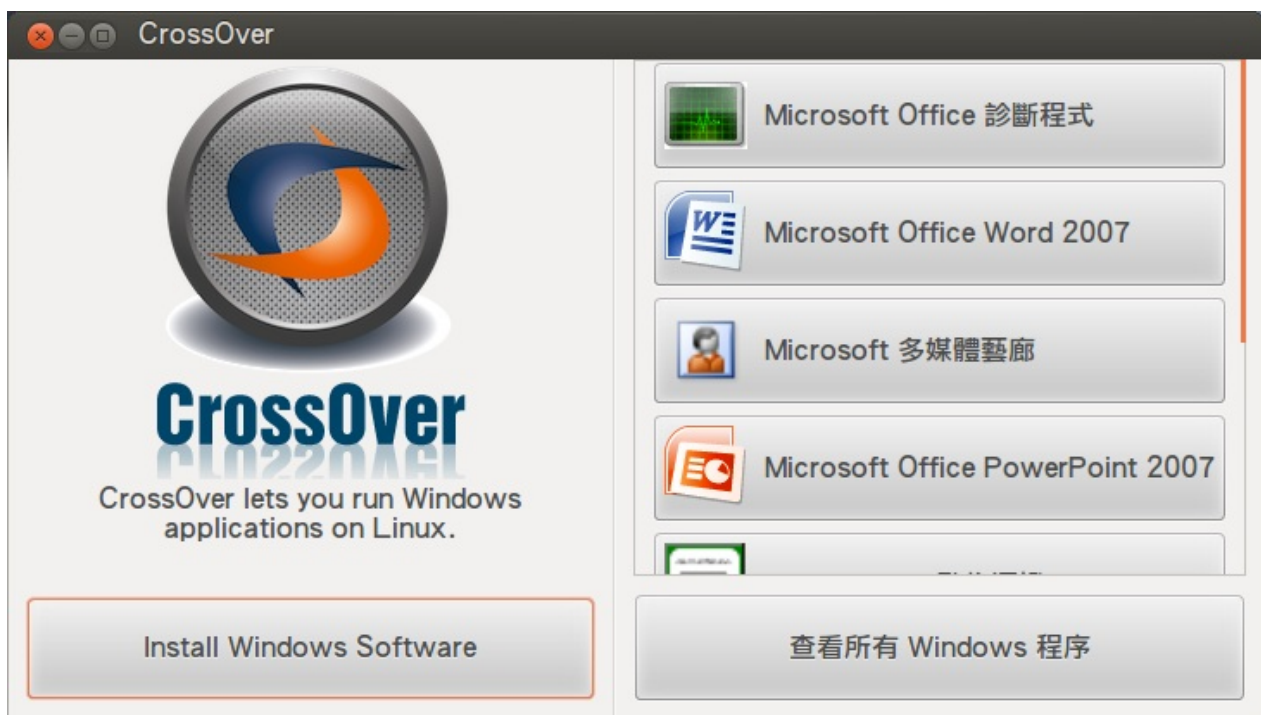 CrossOver
CrossOver
CrossOver lets you run Windows
applications on Linux.
Install Windows Software
Microsoft Office 診斷程式
Microsoft Office Word 2007
Microsoft 多媒體藝廊
Microsoft Office PowerPoint 2007
查看所有 Windows 程序